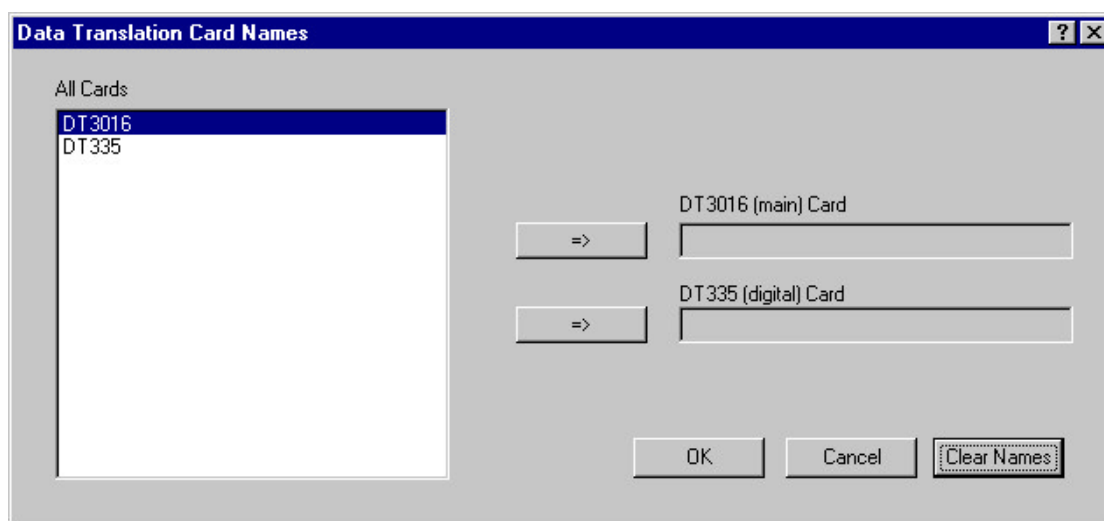 Data Translation Card Names
All Cards
DT3016
DT335
DT3016 (main) Card
=>
DT335 (digital) Card
=>
OK Cancel Clear Names